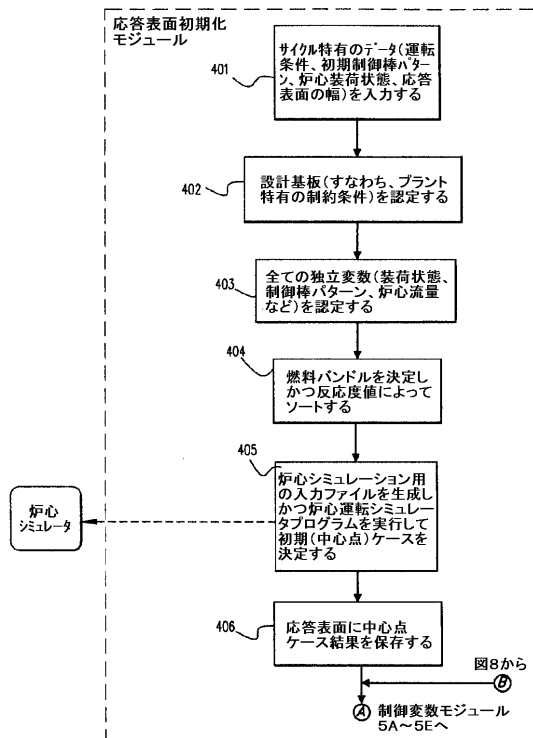 応答表面初期化
モジュール
401
サイクル特有のデータ(運転
条件、初期制御棒パターン、
炉心装荷状態、応答
表面の幅)を入力する
402
設計基板(すなわち、プラント
特有の制約条件)を認定する
403
全ての独立変数(装荷状態、
制御棒パターン、炉心流量
など)を認定する
404
燃料バンドルを決定し
かつ反応度値によって
ソートする
405
炉心シミュレーション用
の入力ファイルを生成し
かつ炉心運転シミュレー
タプログラムを実行して
初期(中心点)ケースを
決定する
炉心
シミュレータ
406
応答表面に中心点
ケース結果を保存する
図8から
B
A 制御変数モジュール
5A～5Eへ